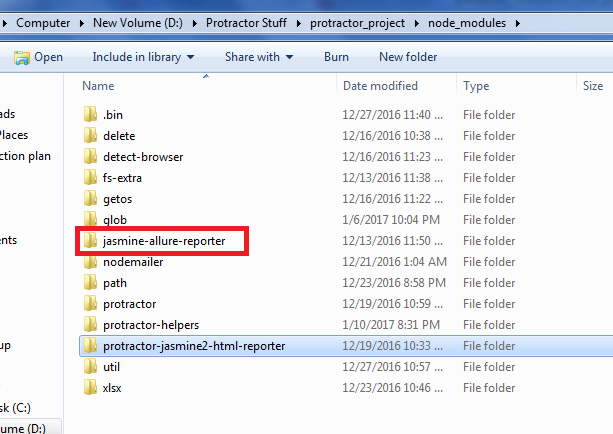 Computer ▸ New Volume (D:) ▸ Protractor Stuff ▸ protractor_project ▸ node_modules ▸
Open Include in library Share with Burn New folder
Name Date modified Type Size
.bin 12/27/2016 11:40 ... File folder
ads delete 12/16/2016 10:38 ... File folder
Places detect-browser 12/16/2016 11:23 ... File folder
ction plan fs-extra 12/13/2016 11:38 ... File folder
getos 12/16/2016 11:22 ... File folder
glob 1/6/2017 10:04 PM File folder
ents jasmine-allure-reporter 12/13/2016 11:50 ... File folder
nodemailer 12/21/2016 1:04 AM File folder
path 12/23/2016 8:58 PM File folder
protractor 12/19/2016 10:59 ... File folder
protractor-helpers 1/10/2017 8:31 PM File folder
up protractor-jasmine2-html-reporter 12/19/2016 10:33 ... File folder
util 12/27/2016 10:57 ... File folder
xlsx 12/23/2016 10:46 ... File folder
sk (C:)
ume (D:)